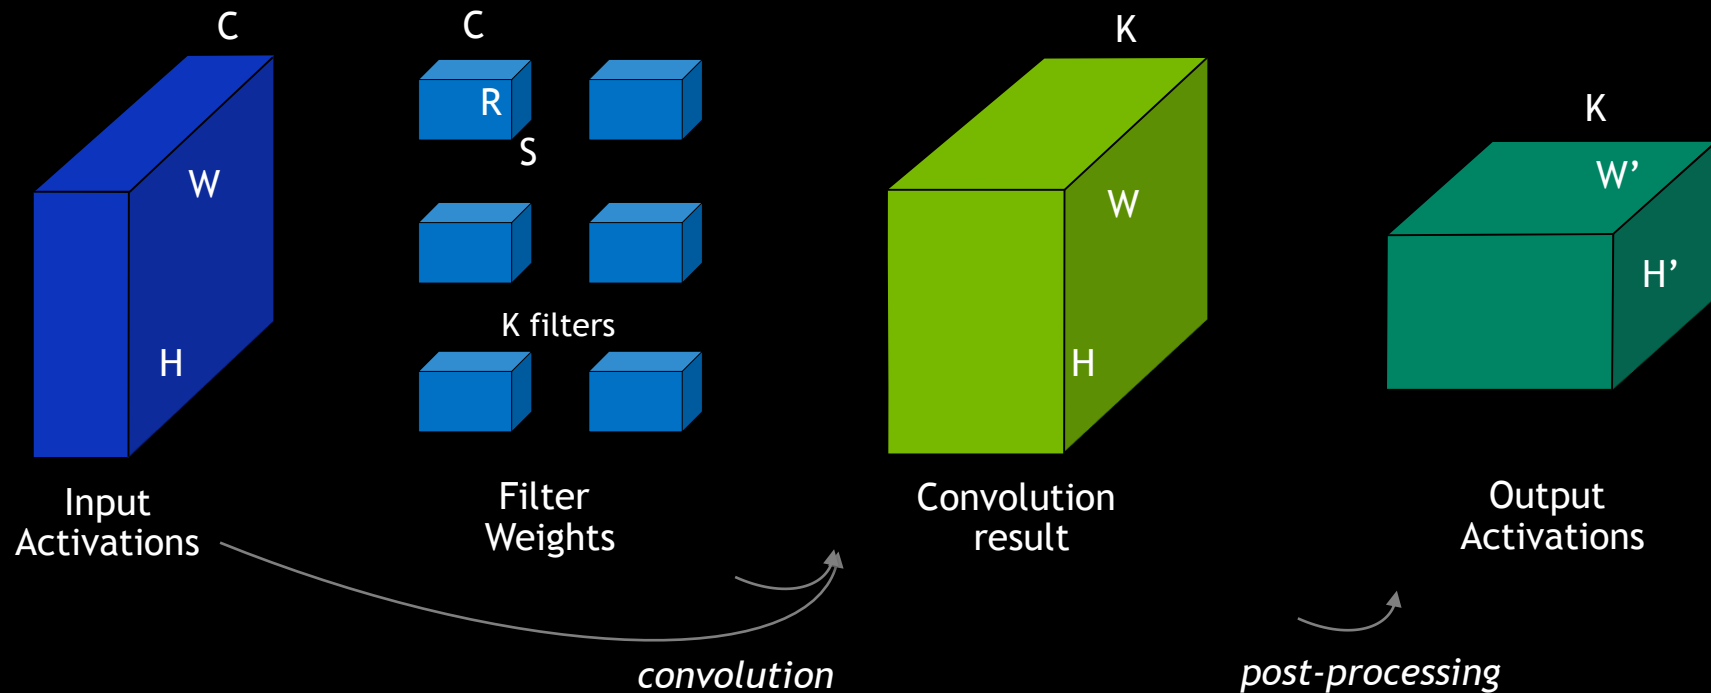 C
W
H
Input
Activations
C
R
S
K filters
Filter
Weights
K
W
H
Convolution
result
K
W’
H’
Output
Activations
convolution
post-processing